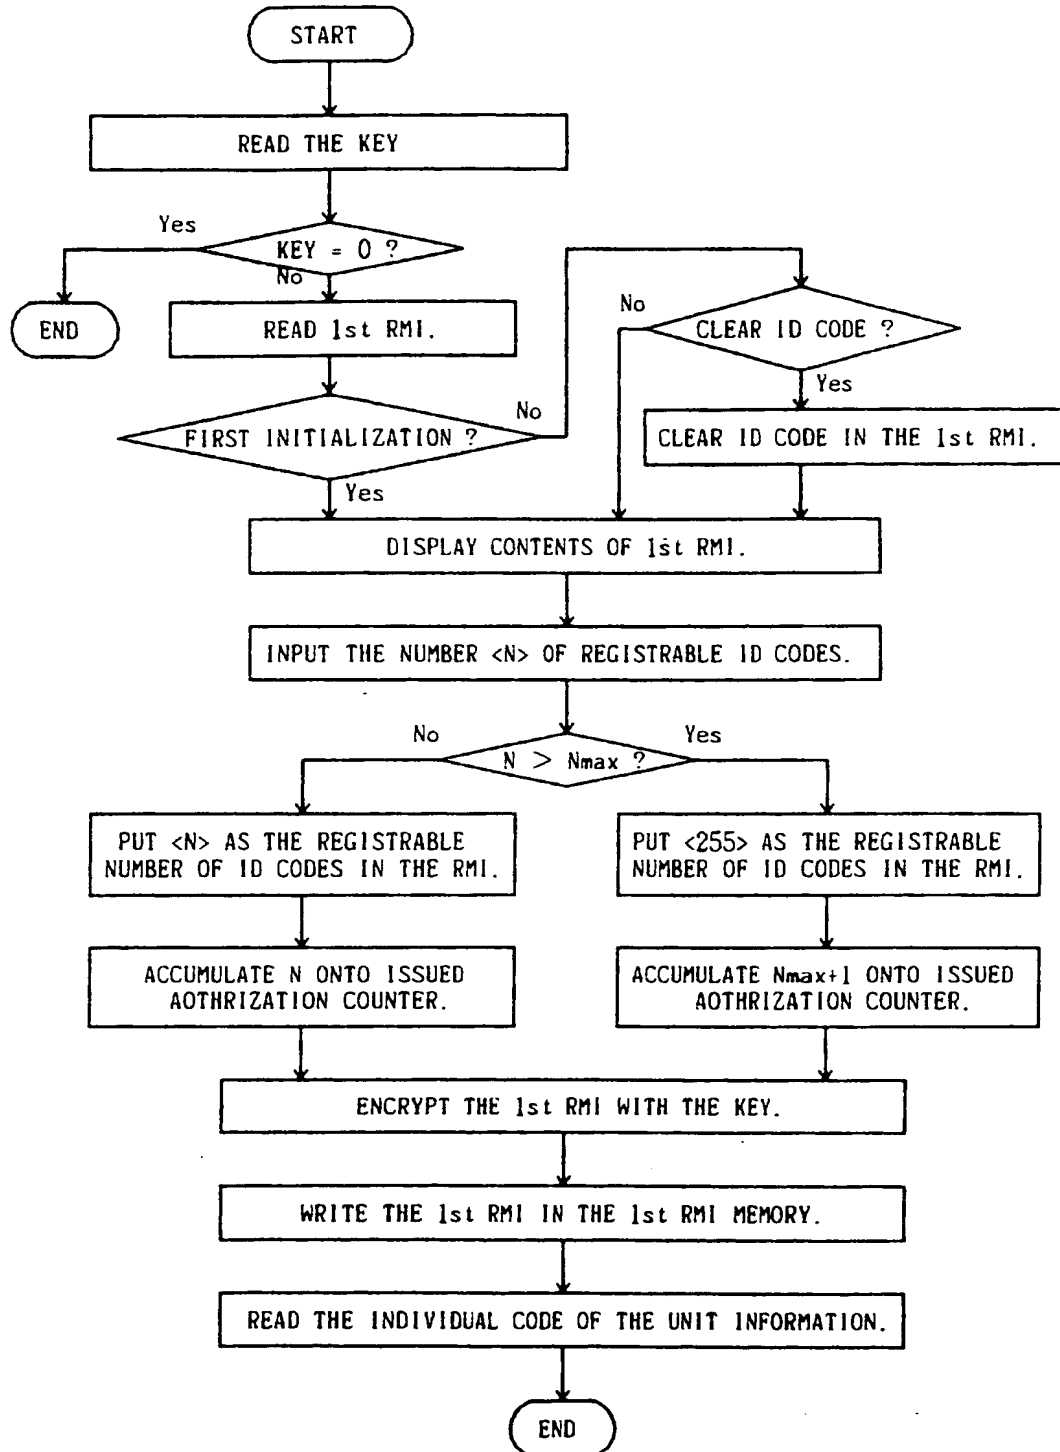 START
READ THE KEY
Yes
KEY = 0 ?
No
END
READ 1st RMI.
No
CLEAR ID CODE ?
Yes
FIRST INITIALIZATION ?
No
CLEAR ID CODE IN THE 1st RMI.
Yes
DISPLAY CONTENTS OF 1st RMI.
INPUT THE NUMBER <N> OF REGISTRABLE ID CODES.
No
Yes
N > Nmax ?
PUT <N> AS THE REGISTRABLE
NUMBER OF ID CODES IN THE RMI.
PUT <255> AS THE REGISTRABLE
NUMBER OF ID CODES IN THE RMI.
ACCUMULATE N ONTO ISSUED
AOTHRIZATION COUNTER.
ACCUMULATE Nmax+1 ONTO ISSUED
AOTHRIZATION COUNTER.
ENCRYPT THE 1st RMI WITH THE KEY.
WRITE THE 1st RMI IN THE 1st RMI MEMORY.
READ THE INDIVIDUAL CODE OF THE UNIT INFORMATION.
END